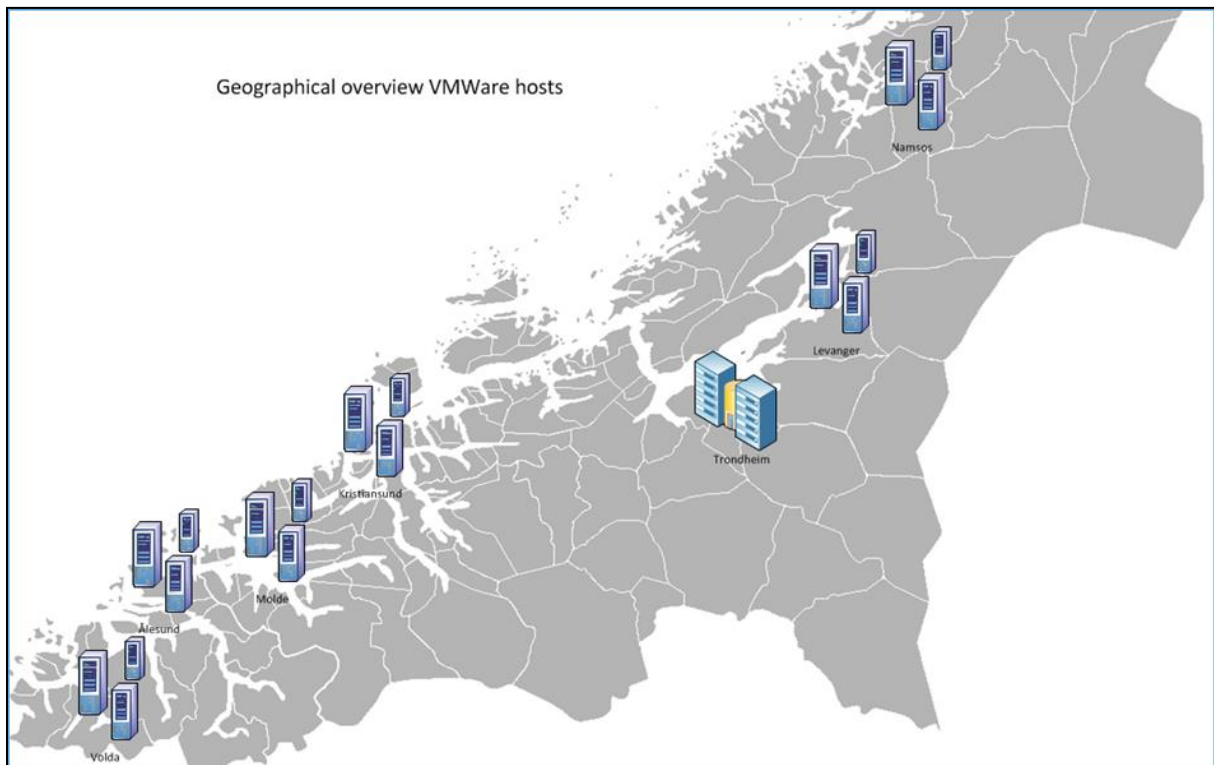 Geographical overview VMWare hosts
Namsos
Levanger
Trondheim
Kristiansund
Molde
Ålesund
Volda